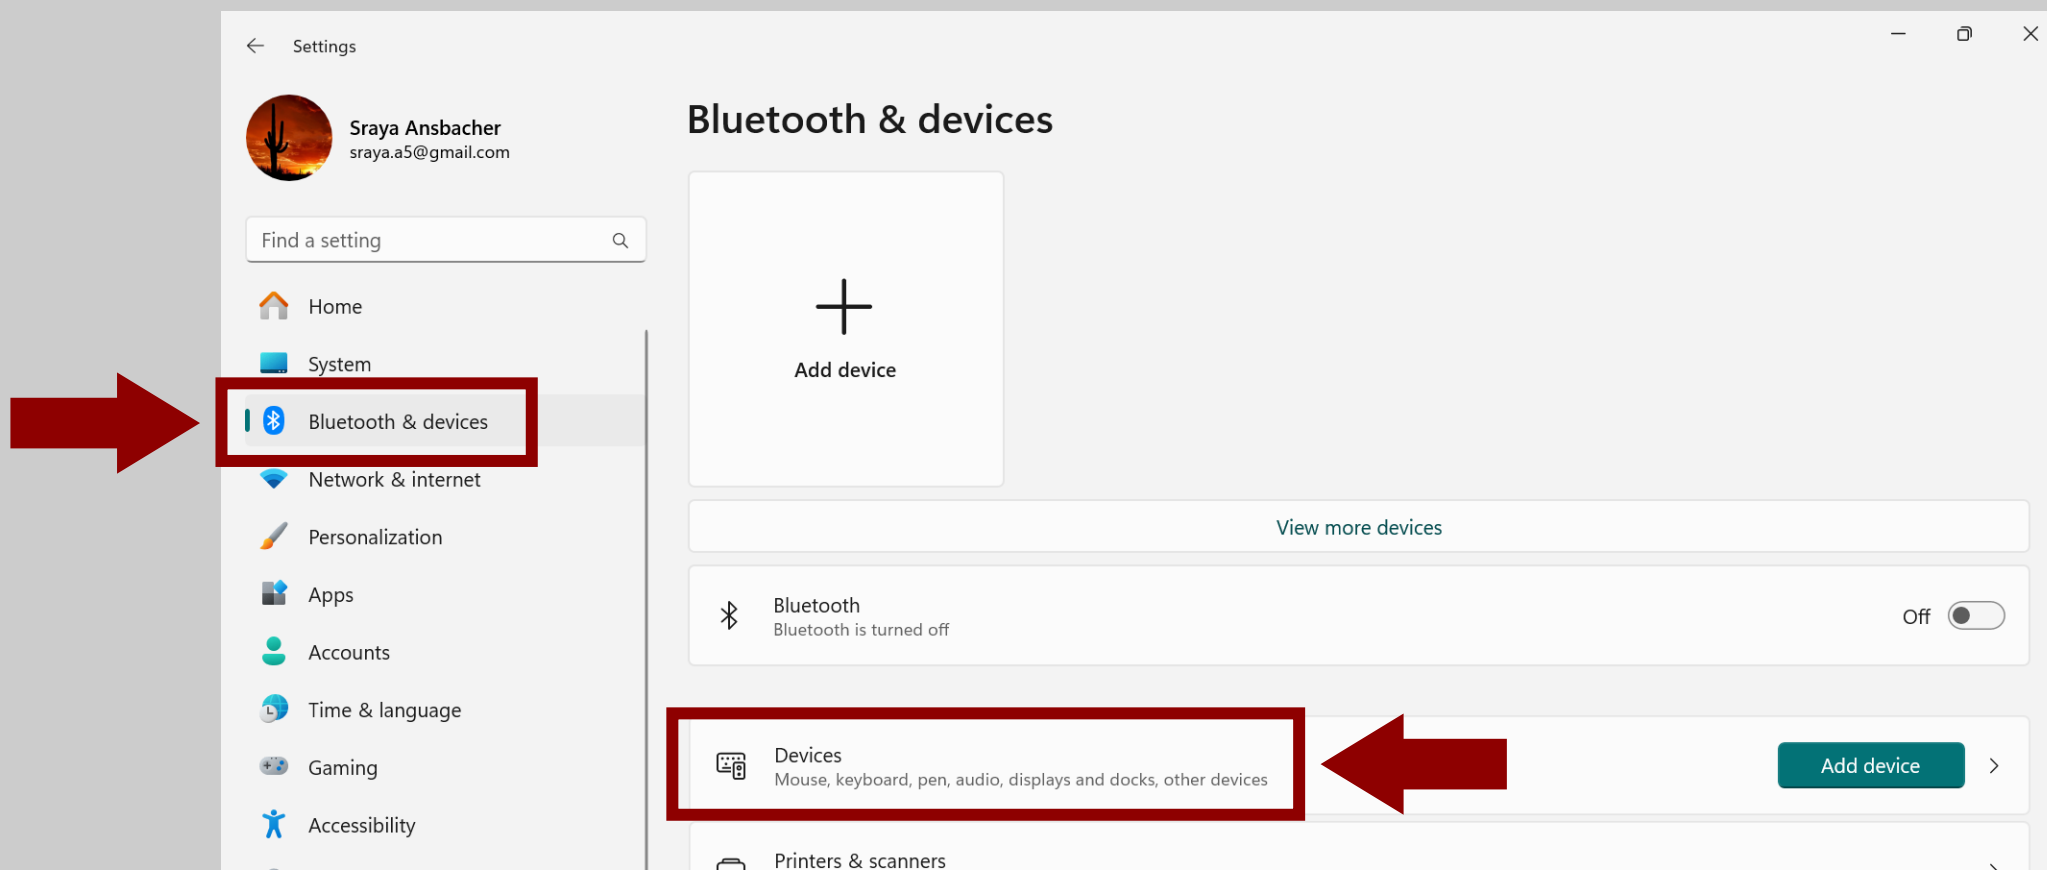 Settings
Sraya Ansbacher
sraya.a5@gmail.com
Find a setting
Home
System
Bluetooth & devices
Network & internet
Personalization
Apps
Accounts
Time & language
Gaming
Accessibility
Bluetooth & devices
Add device
View more devices
Bluetooth
Bluetooth is turned off
Off
Devices
Mouse, keyboard, pen, audio, displays and docks, other devices
Add device
Printers & scanners